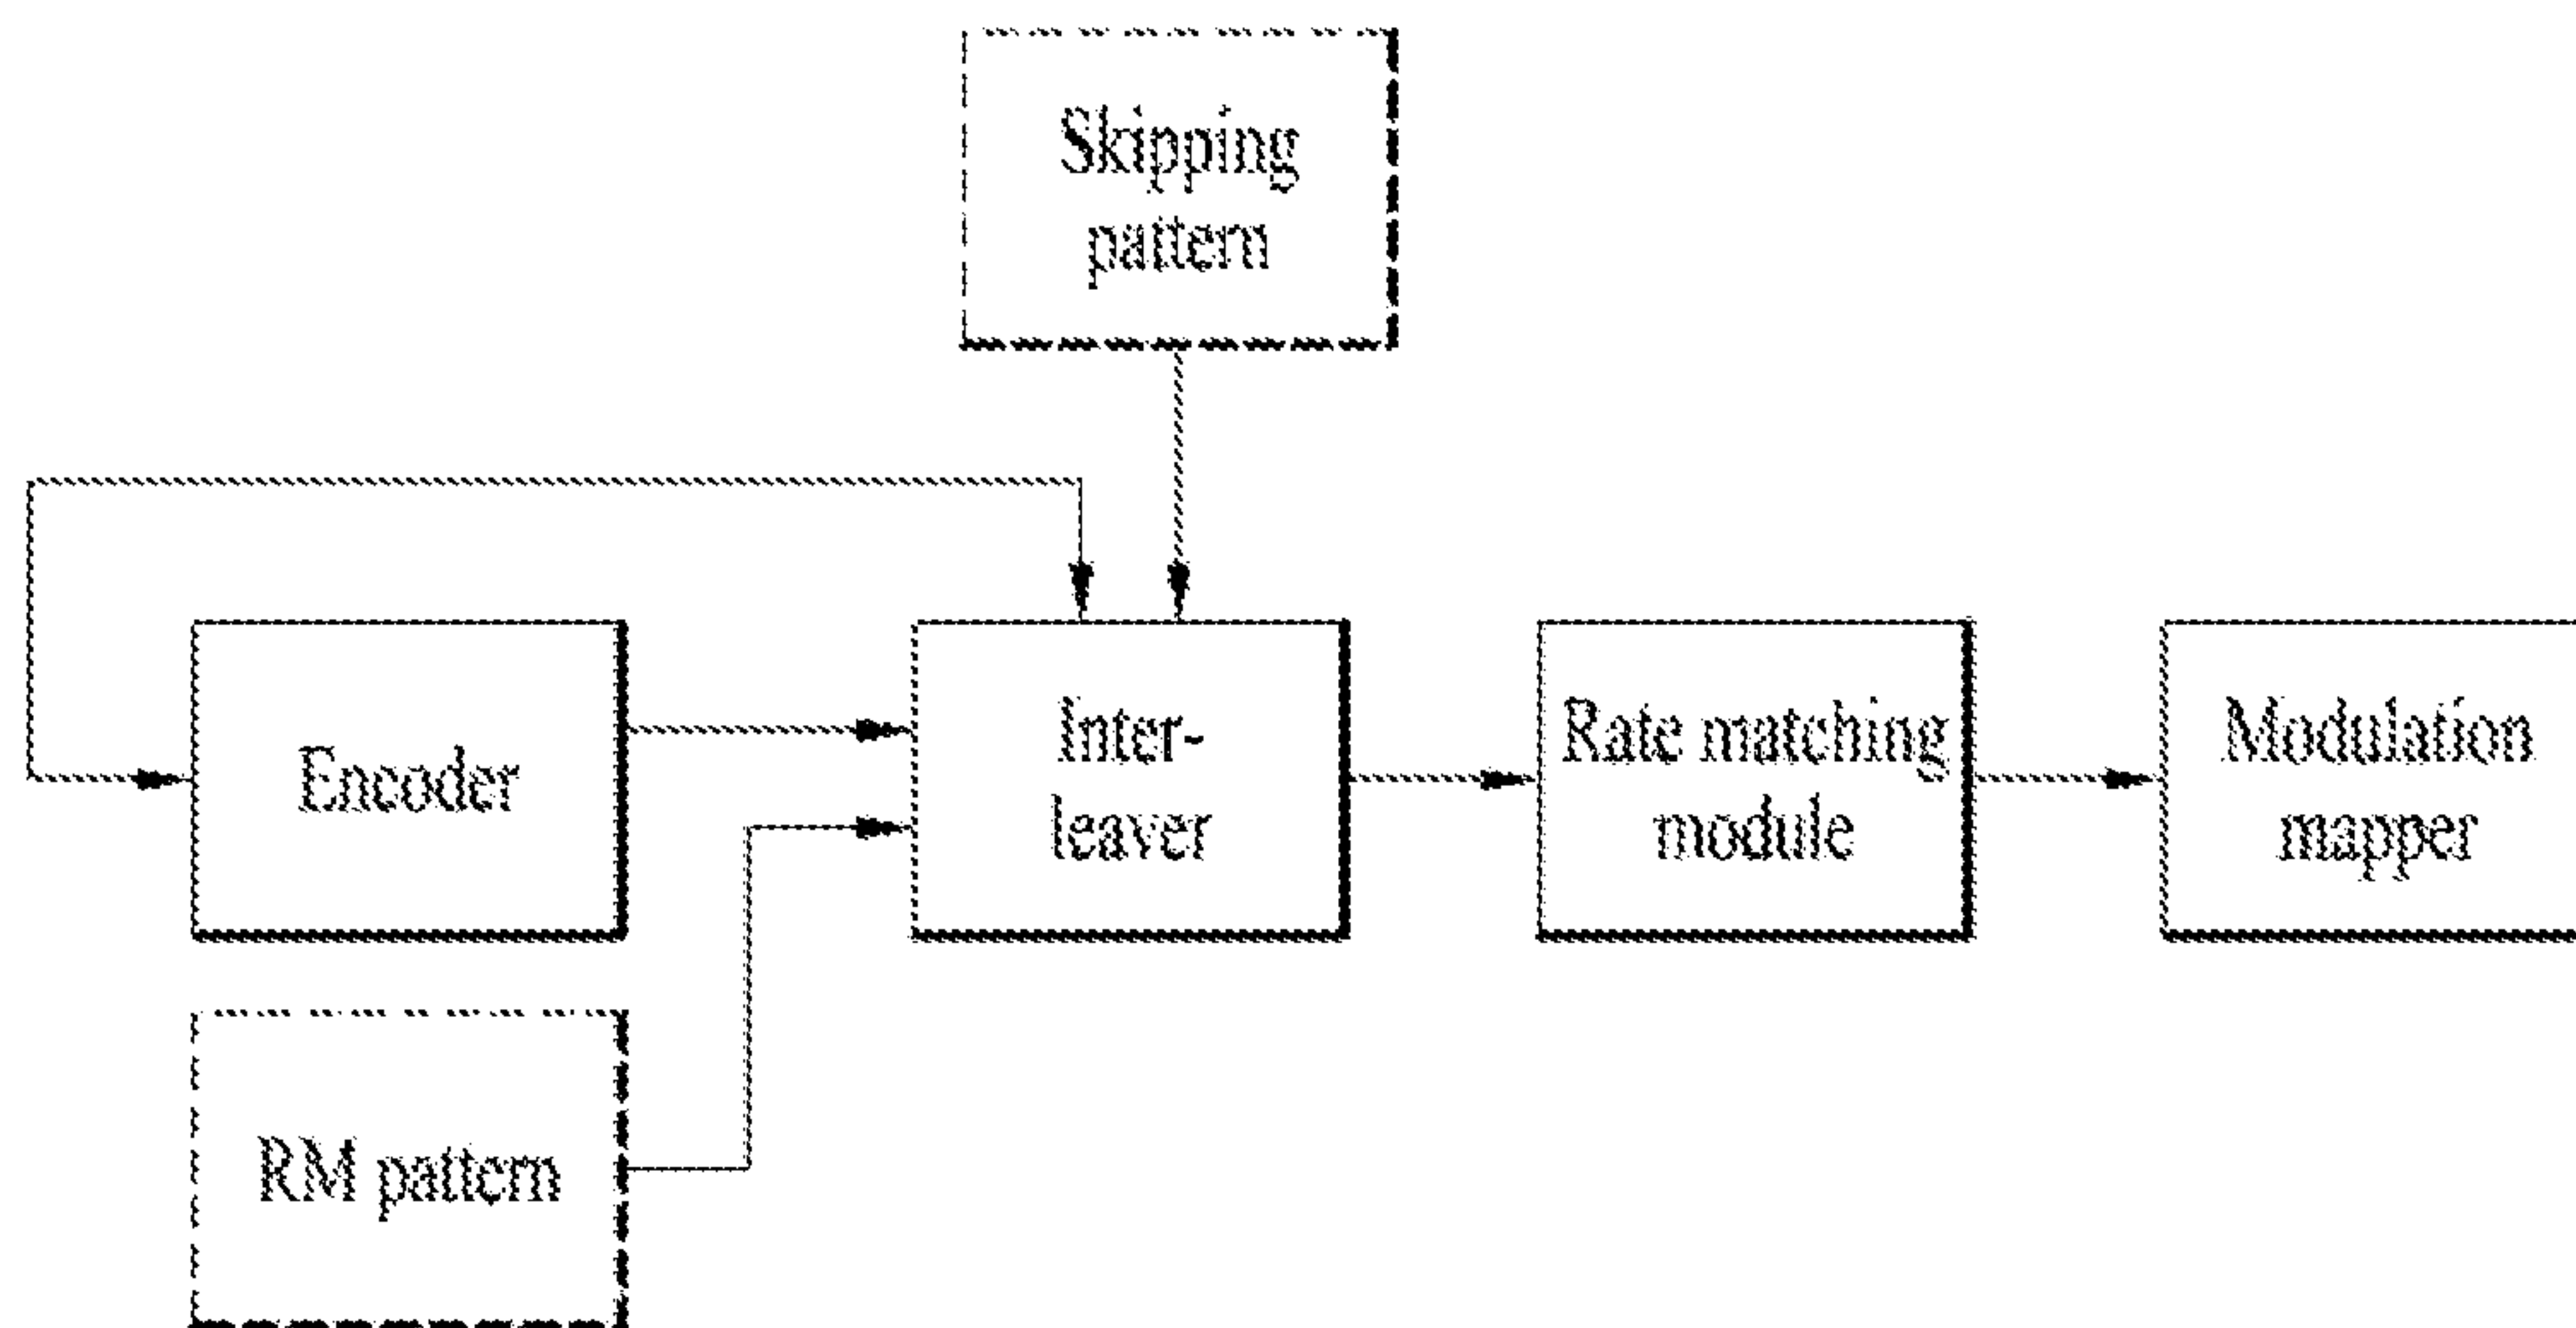 Skipping
pattern
Encoder
Inter-
leaver
Rate matching
module
Modulation
mapper
RM pattern